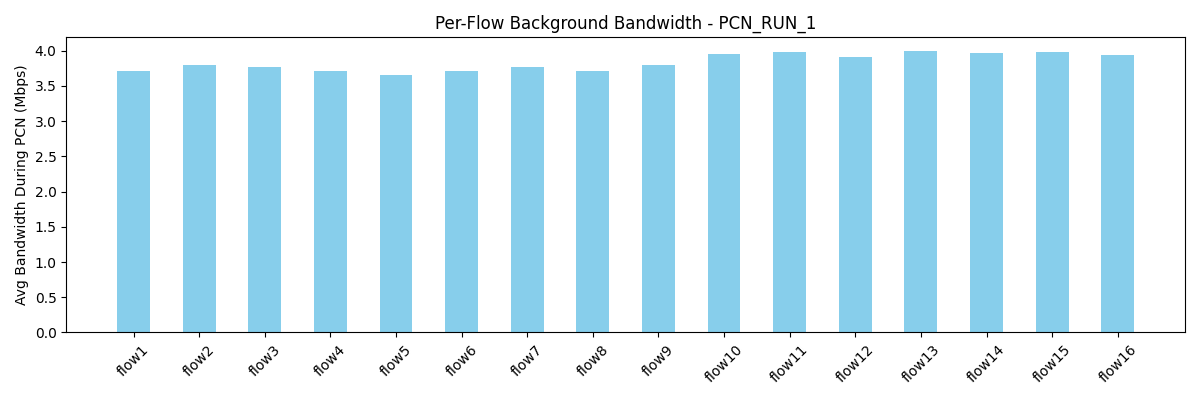 Per-Flow Background Bandwidth - PCN_RUN_1
Avg Bandwidth During PCN (Mbps)
4.0
3.5
3.0
2.5
2.0
1.5
1.0
0.5
0.0
flow1
flow2
flow3
flow4
flow5
flow6
flow7
flow8
flow9
flow10
flow11
flow12
flow13
flow14
flow15
flow16